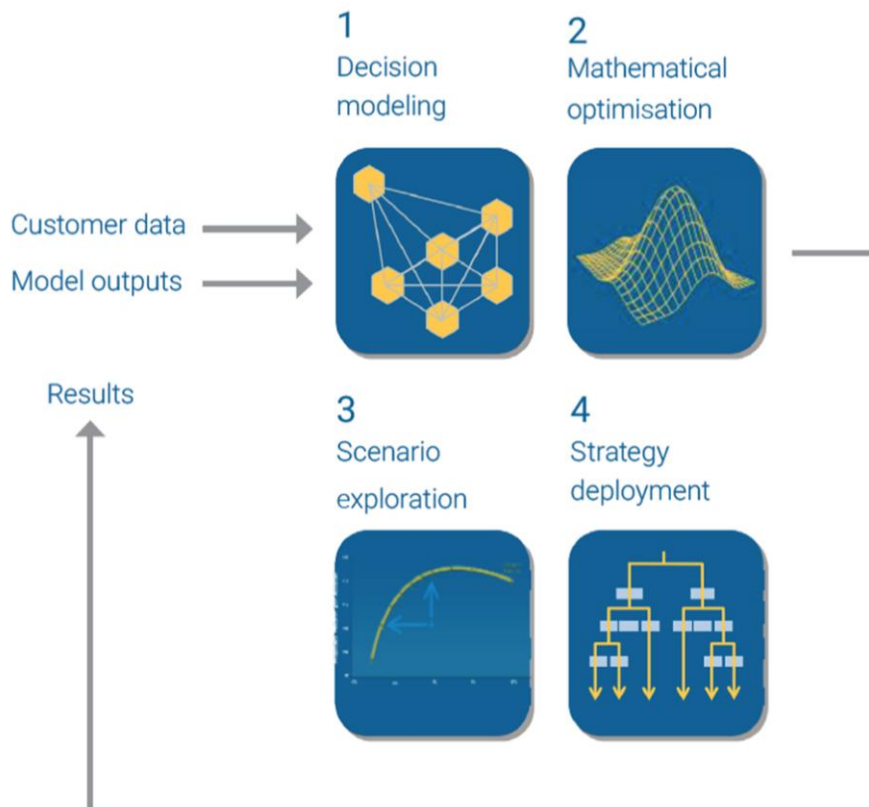 1
Decision
modeling
2
Mathematical
optimisation
Customer data
Model outputs
Results
3
Scenario
exploration
4
Strategy
deployment